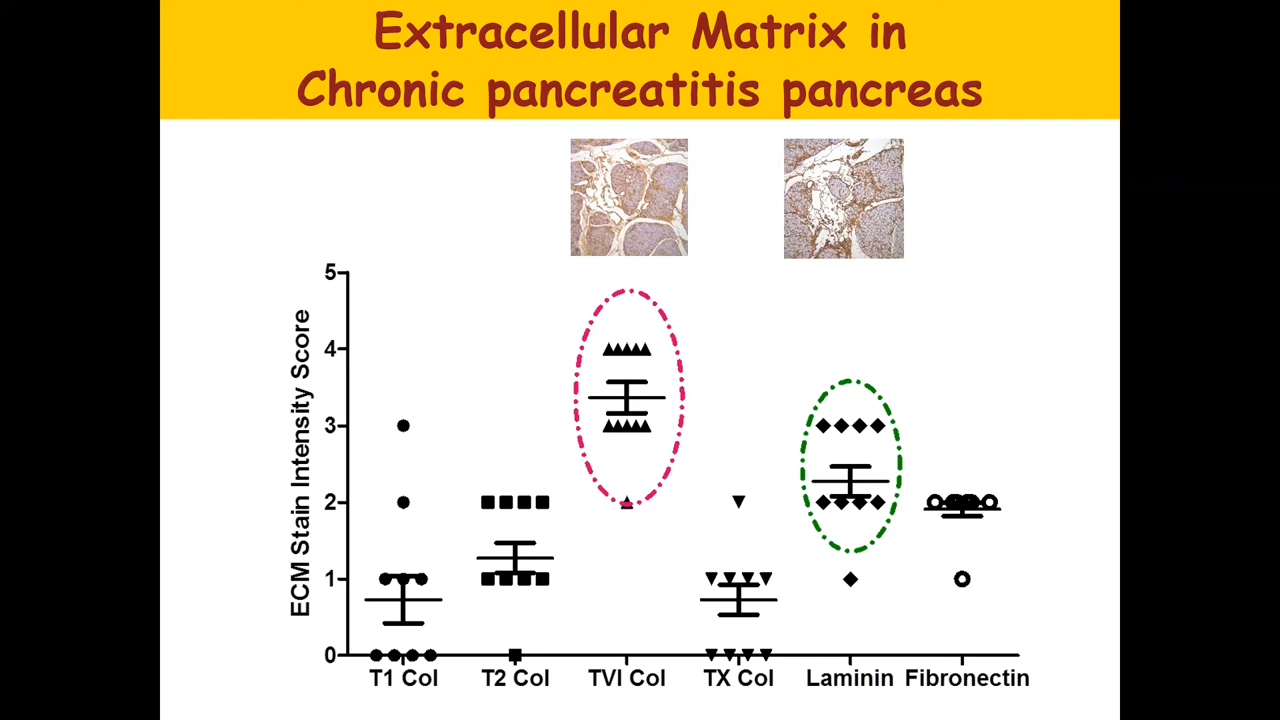 Extracellular Matrix in
Chronic pancreatitis pancreas
ECM Stain Intensity Score
5
4
3
2
1
0
T1 Col
T2 Col
TVI Col
TX Col
Laminin
Fibronectin